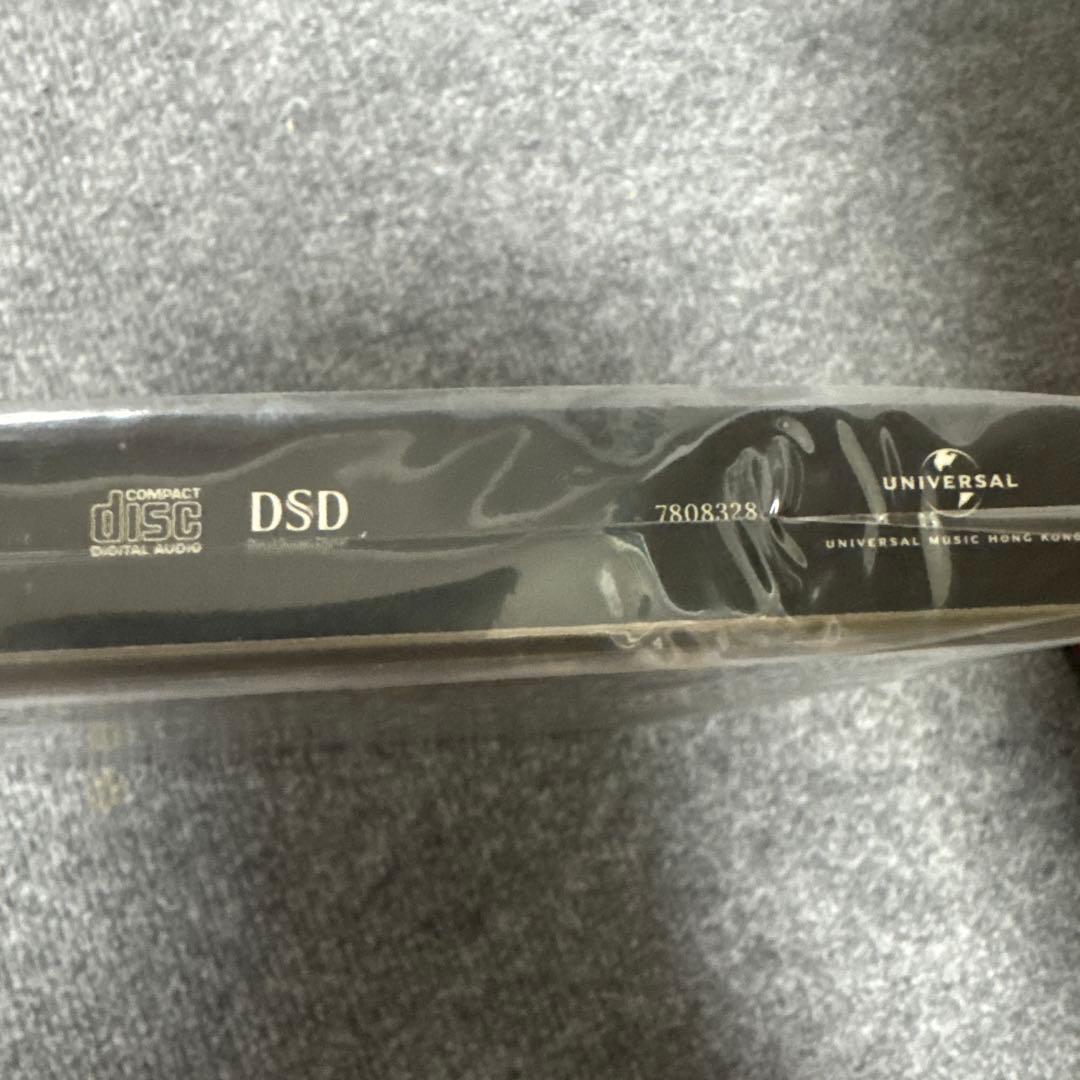 COMPACT
disc
DIGITAL AUDIO
DSD
7808328
UNIVERSAL
UNIVERSAL MUSIC HONG KONG